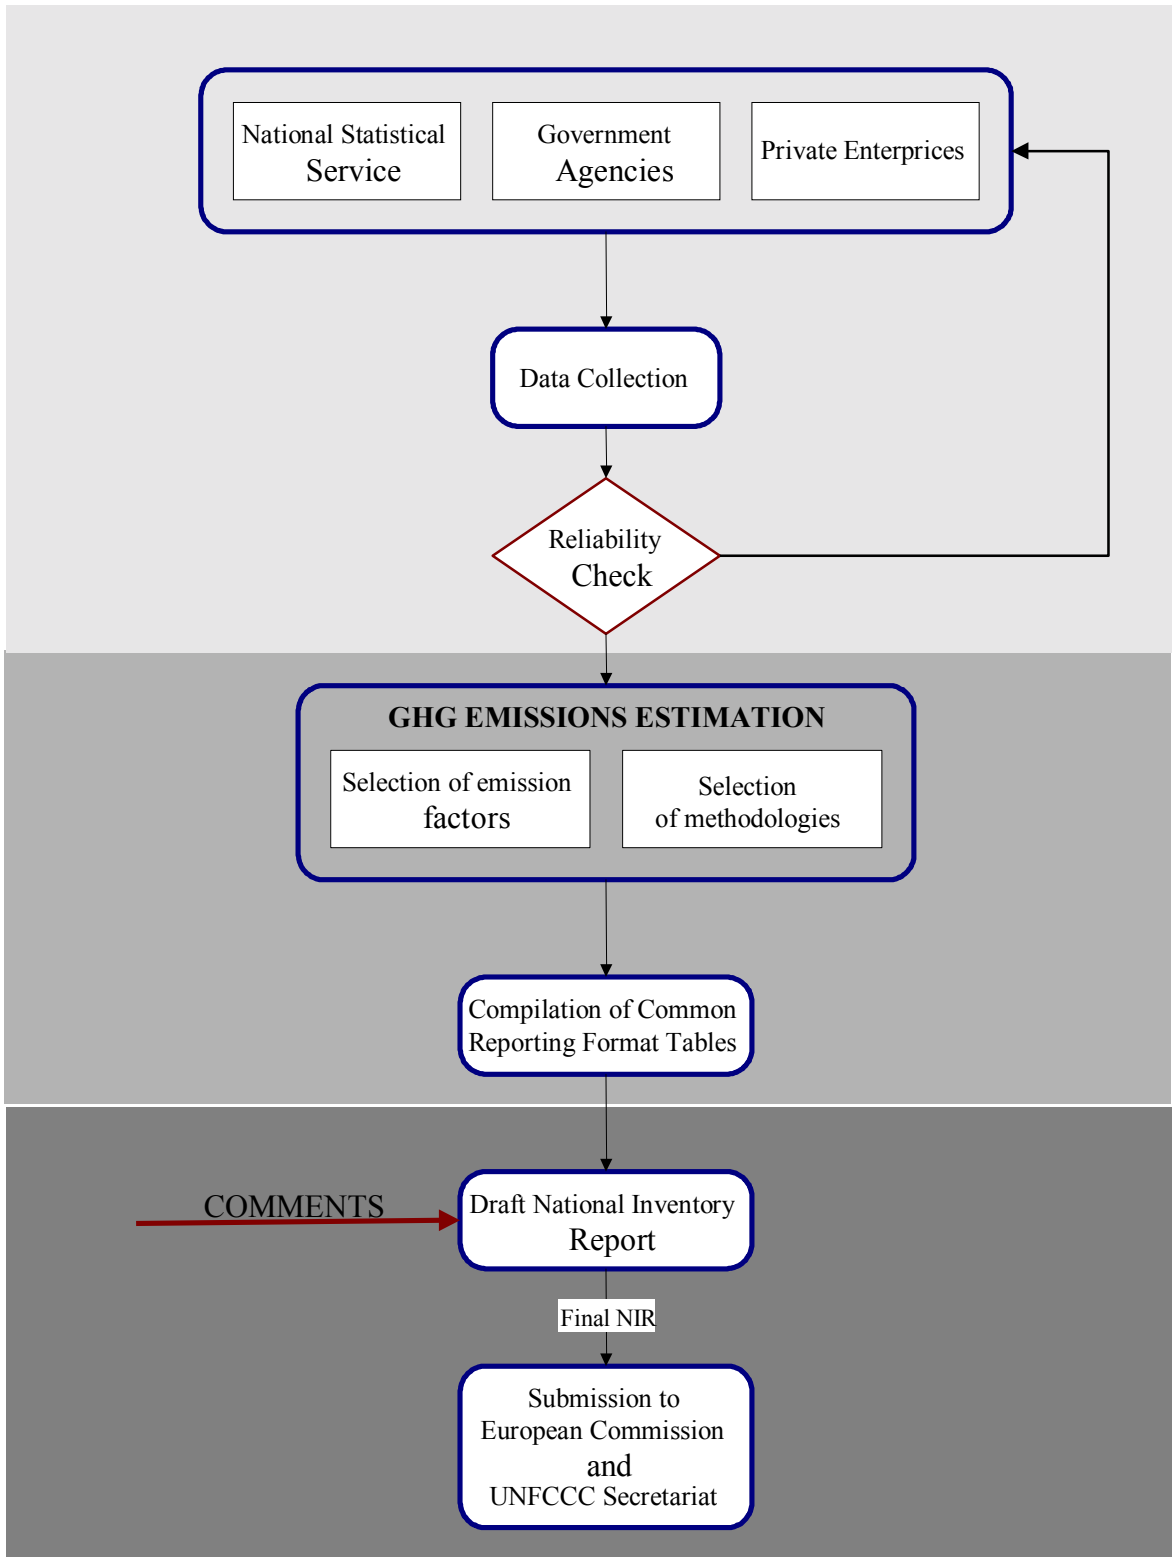 National Statistical
Service
Government
Agencies
Private Enterprices
Data Collection
Reliability
Check
GHG EMISSIONS ESTIMATION
Selection of emission
factors
Selection
of methodologies
Compilation of Common
Reporting Format Tables
COMMENTS
Draft National Inventory
Report
Final NIR
Submission to
European Commission
and
UNFCCC Secretariat